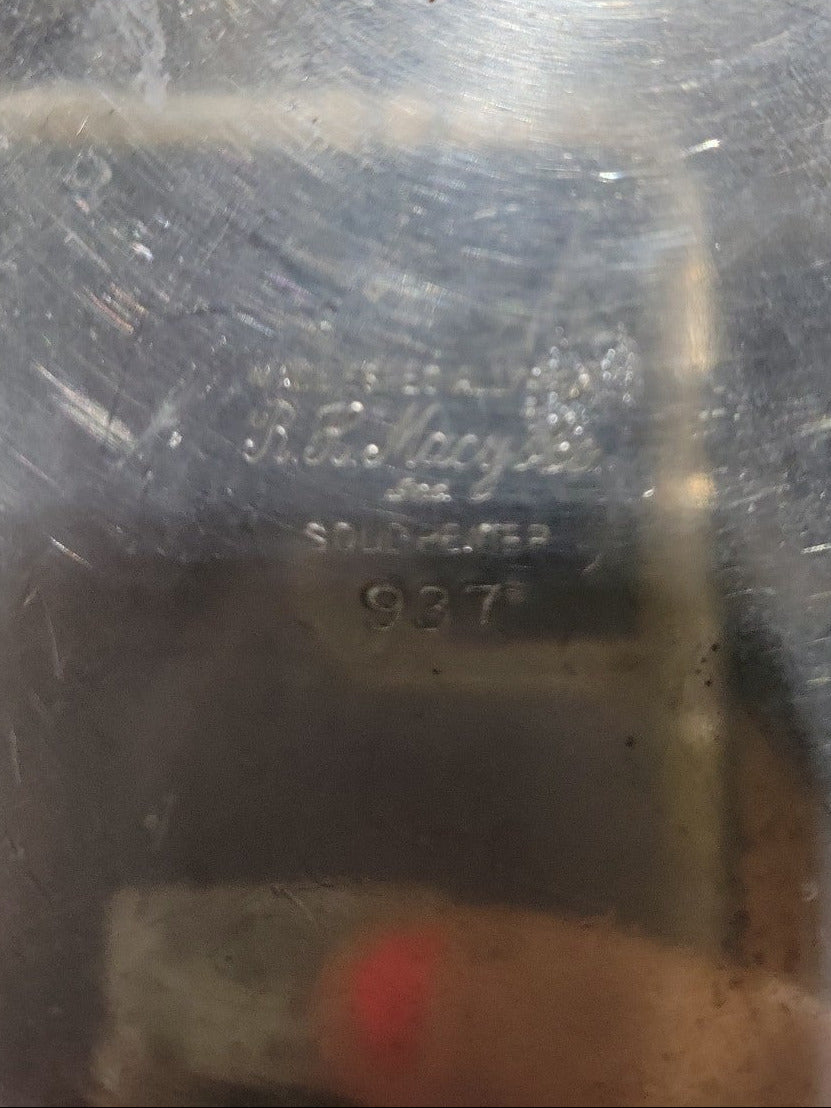 R. H. Macy & Co.
Inc.
SOLID PEWTER
937